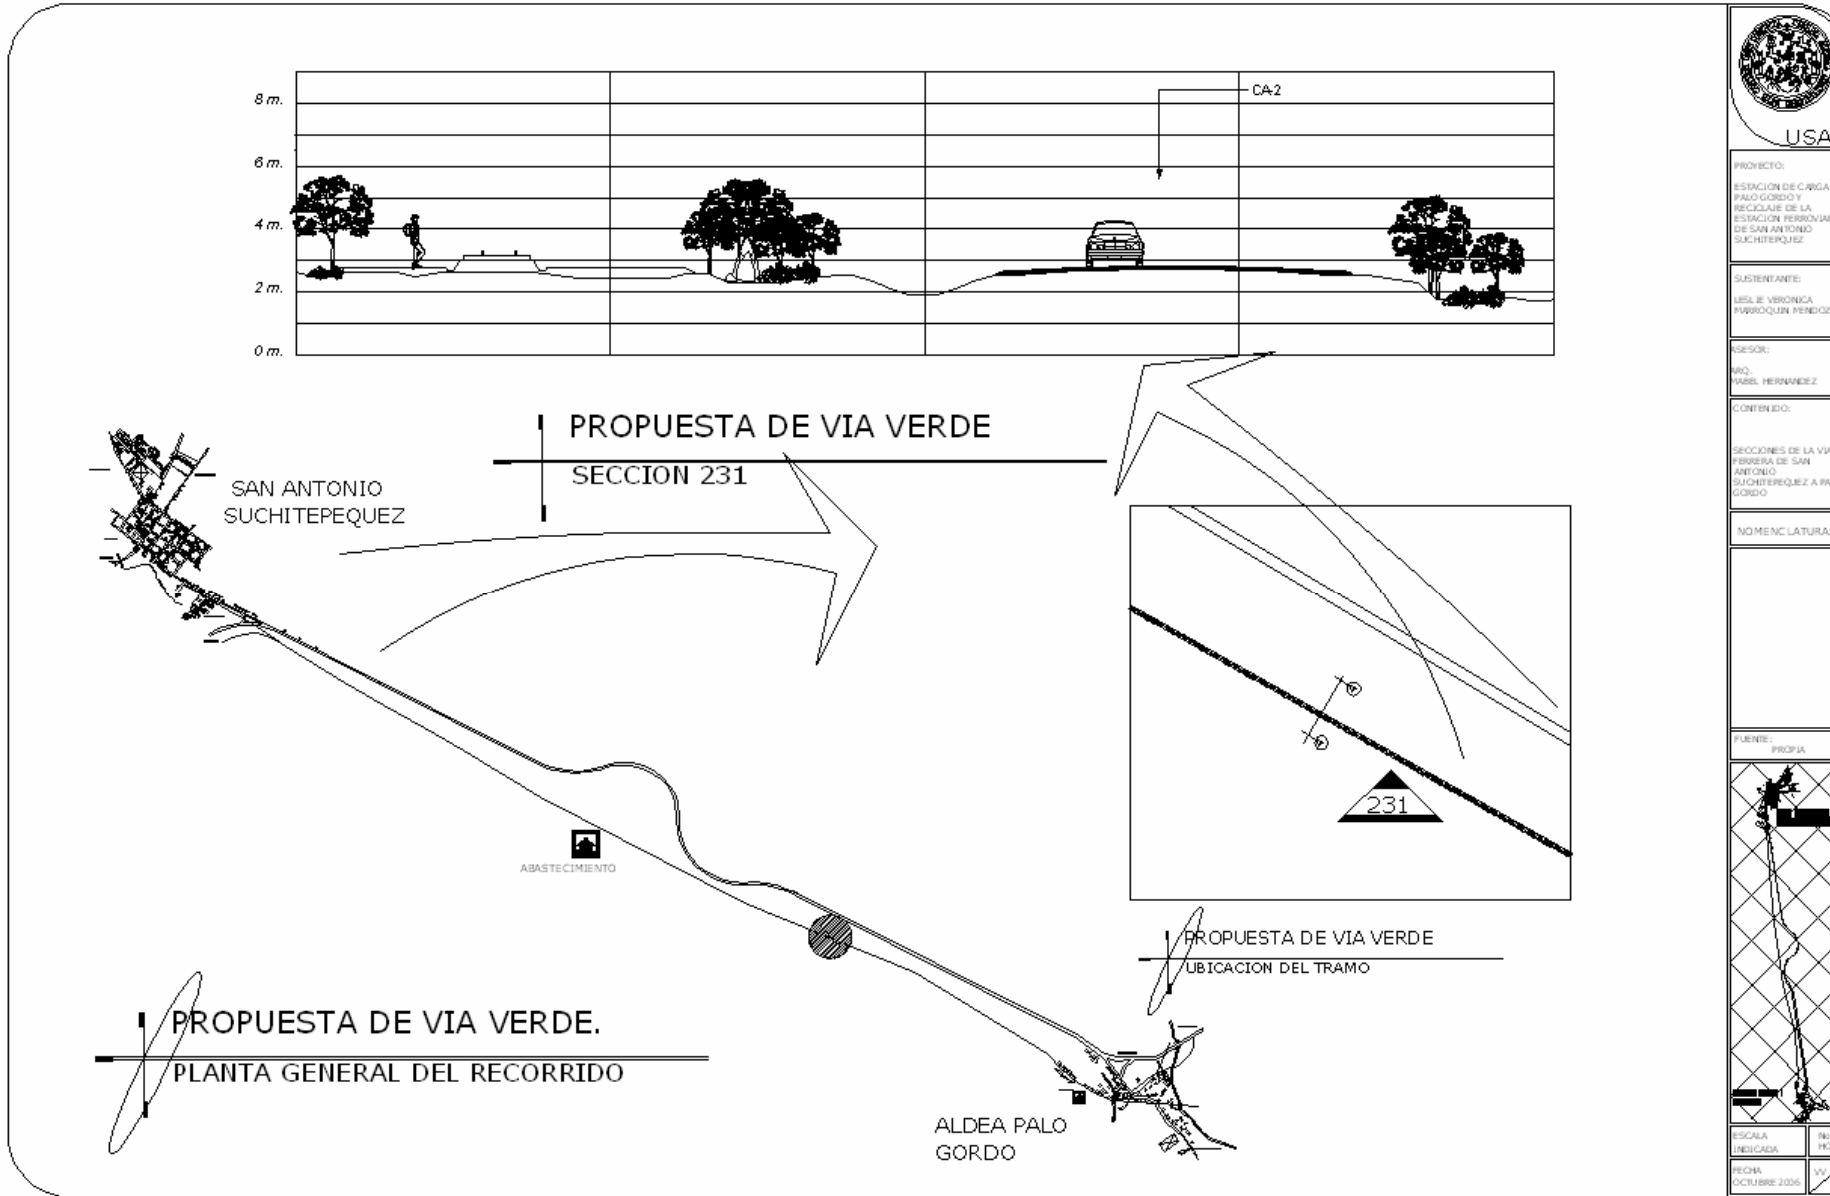 8 m.
6 m.
4 m.
2 m.
0 m.
CA-2
PROPUESTA DE VIA VERDE
SECCION 231
SAN ANTONIO
SUCHITEPEQUEZ
231
ABASTECIMIENTO
PROPUESTA DE VIA VERDE
UBICACION DEL TRAMO
PROPUESTA DE VIA VERDE.
PLANTA GENERAL DEL RECORRIDO
ALDEA PALO
GORDO
USA
PROYECTO:
ESTACION DE CARGA
PALO GORDO Y
RECICLAJE DE LA
ESTACION FERROVIAR
DE SAN ANTONIO
SUCHITEPQUEZ
SUSTENTANTE:
LESLIE VERONICA
MARROQUIN MENDOZ
ASESOR:
ARQ.
MABEL HERNANDEZ
CONTENIDO:
SECCIONES DE LA VIA
FERRERA DE SAN
ANTONIO
SUCHITEPEQUEZ A PA
GORDO
NOMENCLATURA:
FUENTE:
PROPIA
ESCALA
INDICADA
No
HO
FECHA
OCTUBRE 2006
VV